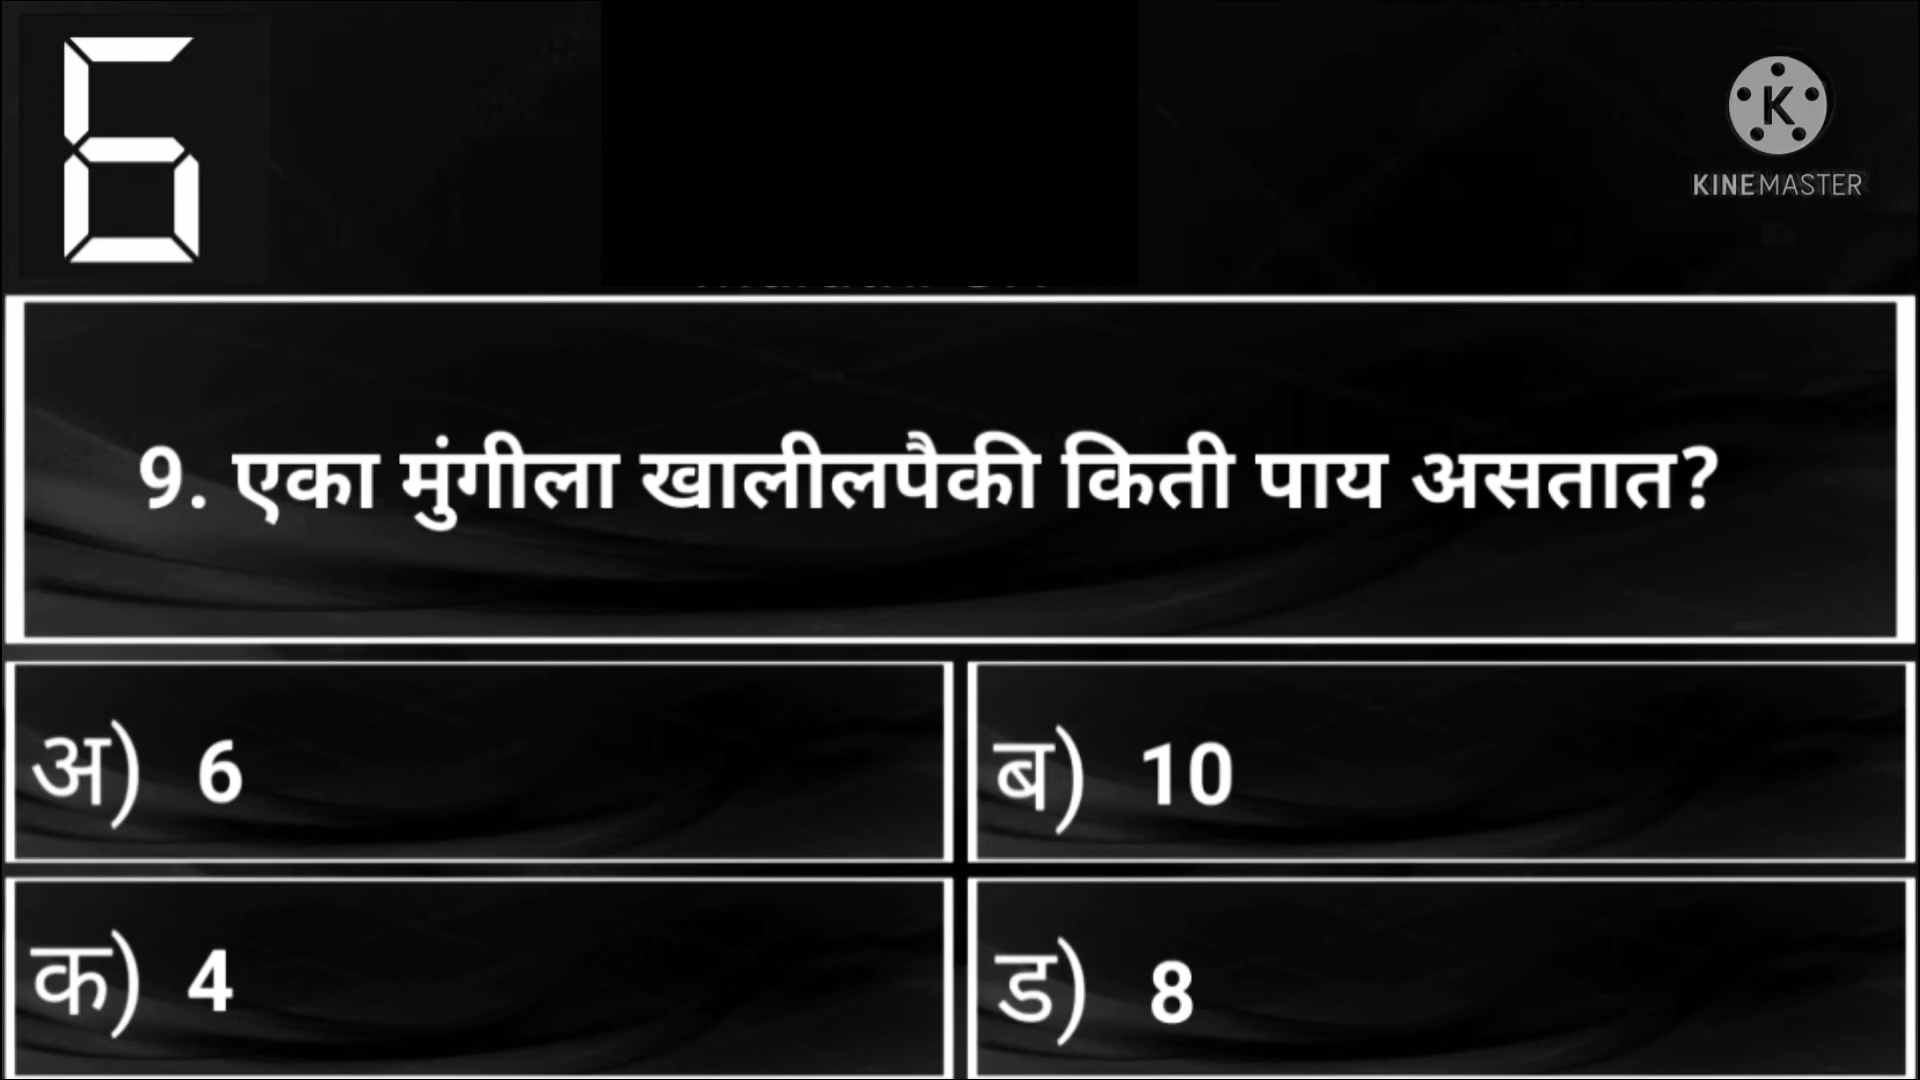 6
KINEMASTER
9. एका मुंगीला खालीलपैकी किती पाय असतात?
अ) 6
ब) 10
क) 4
ड) 8